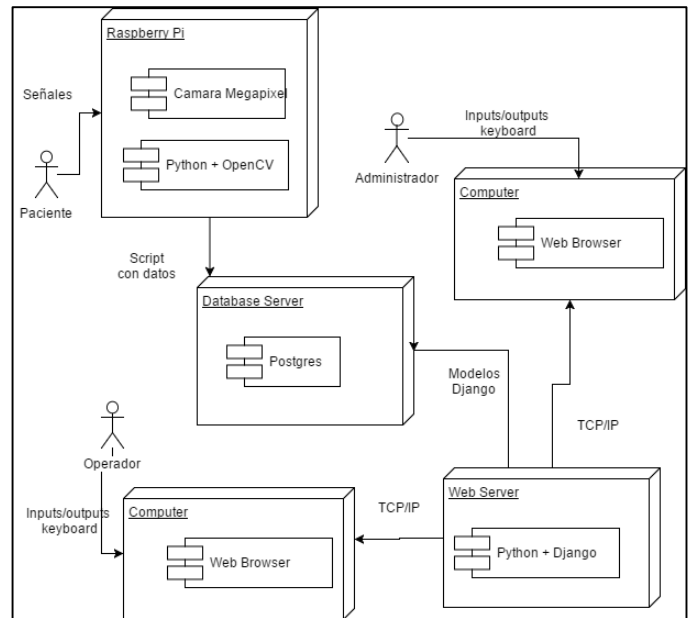 Raspberry Pi
Camara Megapixel
Python + OpenCV
Señales
Paciente
Inputs/outputs
keyboard
Administrador
Computer
Web Browser
Script
con datos
Database Server
Postgres
Modelos
Django
TCP/IP
Operador
Inputs/outputs
keyboard
Computer
Web Browser
TCP/IP
Web Server
Python + Django